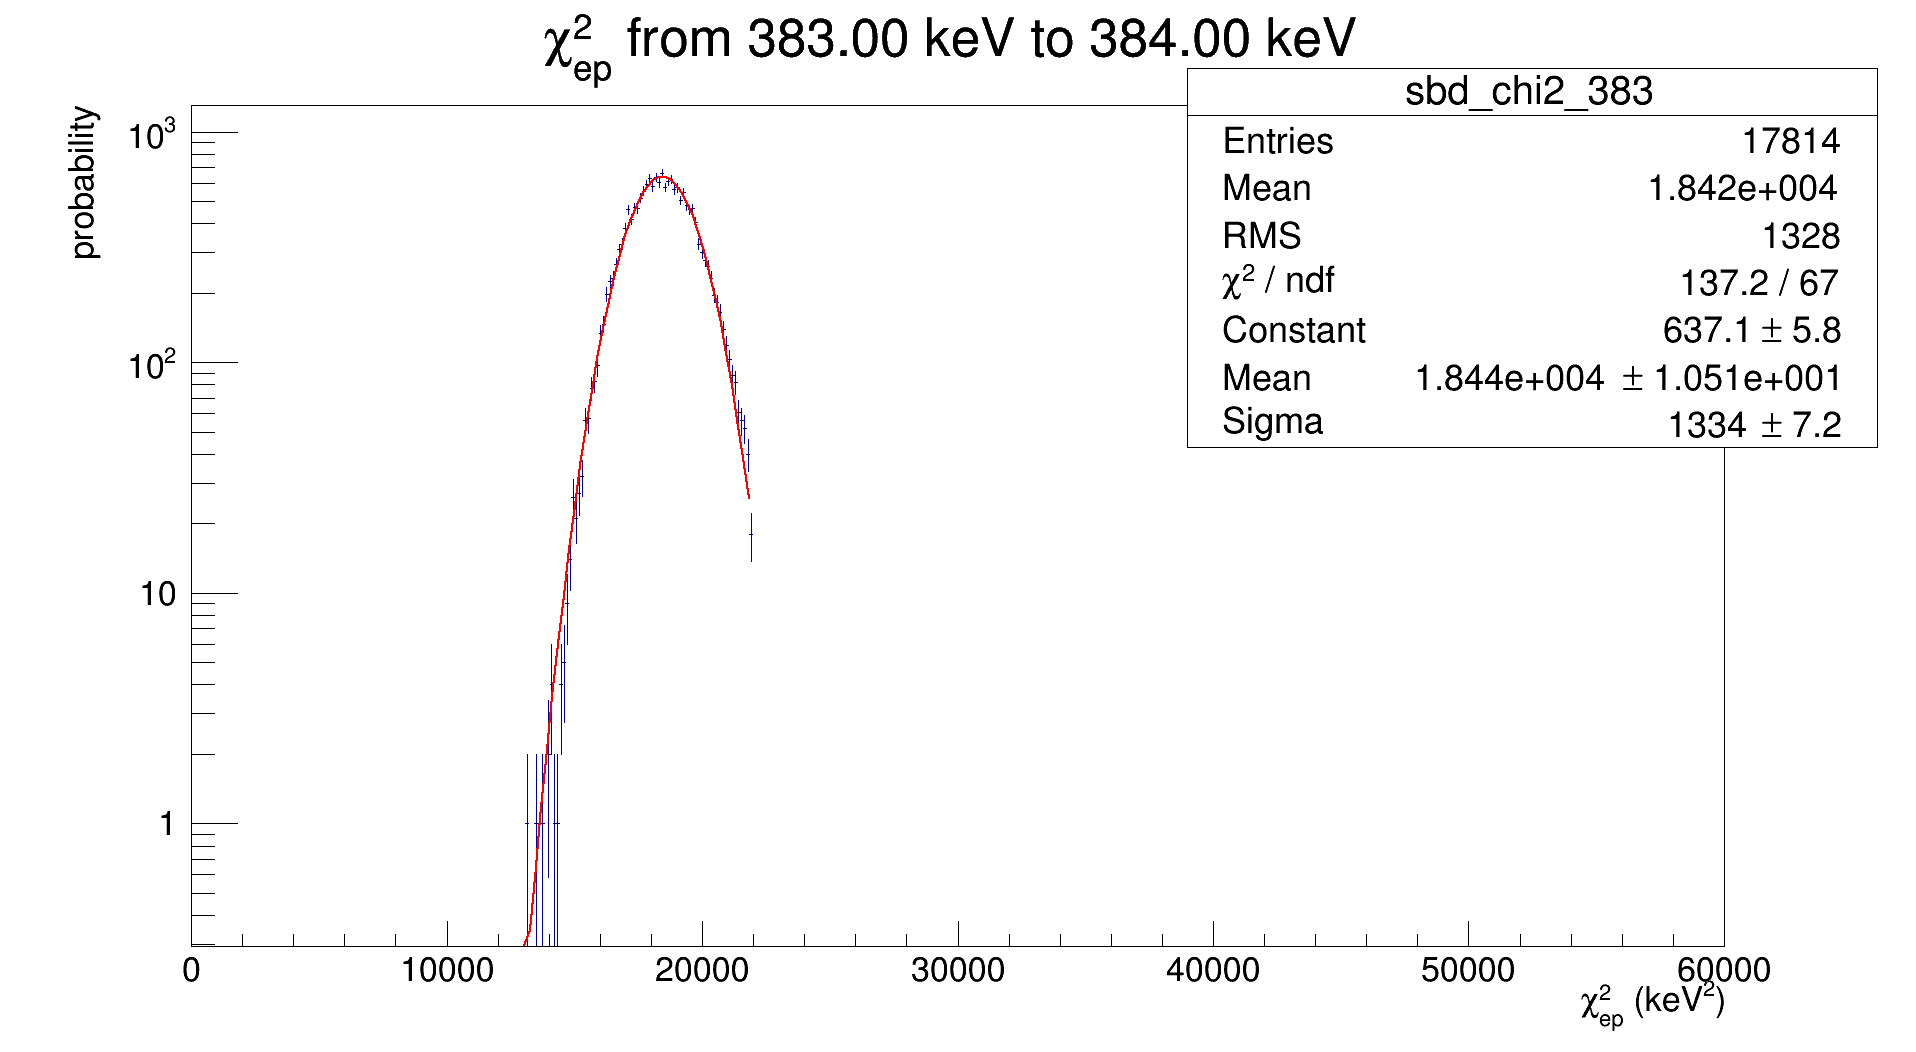 χ²ep from 383.00 keV to 384.00 keV
sbd_chi2_383
Entries 17814
Mean 1.842e+004
RMS 1328
χ² / ndf 137.2 / 67
Constant 637.1 ± 5.8
Mean 1.844e+004 ± 1.051e+001
Sigma 1334 ± 7.2
probability
10³
10²
10
1
0 10000 20000 30000 40000 50000 60000
χ²ep (keV²)